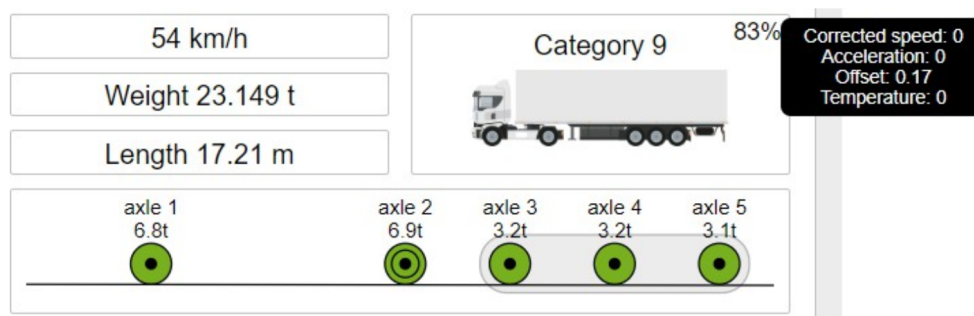 54 km/h
Weight 23.149 t
Length 17.21 m
Category 9
83%
Corrected speed: 0
Acceleration: 0
Offset: 0.17
Temperature: 0
axle 1 axle 2 axle 3 axle 4 axle 5
6.8t 6.9t 3.2t 3.2t 3.1t